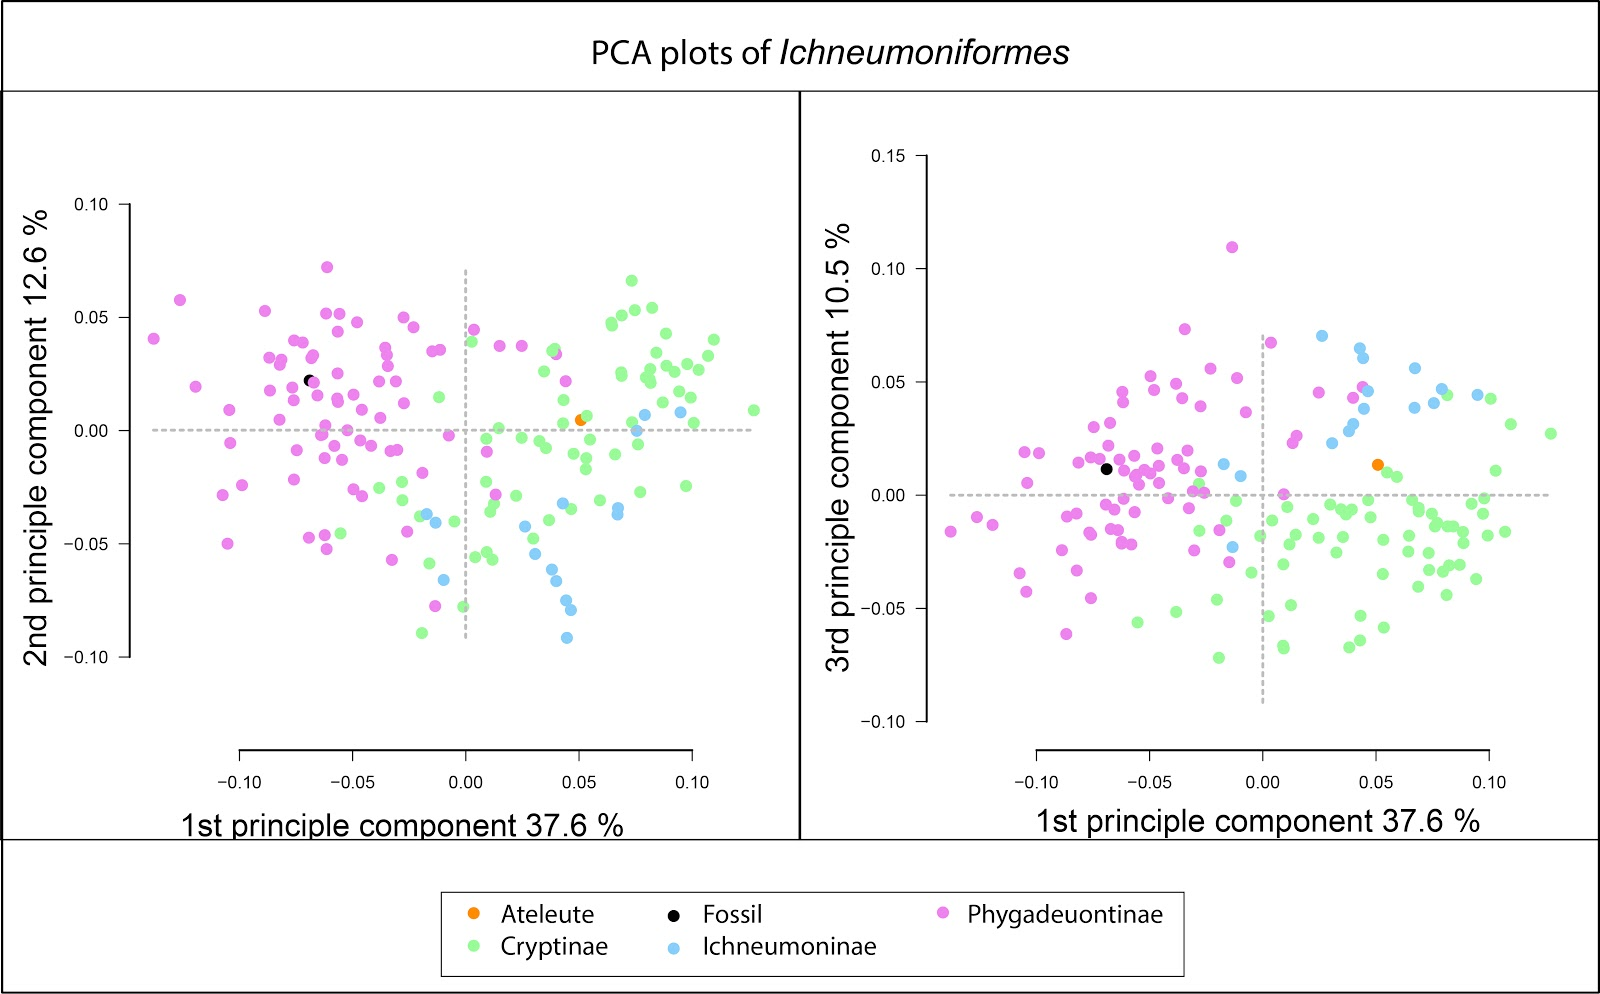 PCA plots of Ichneumoniformes
2nd principle component 12.6 %
0.10
0.05
0.00
−0.05
−0.10
−0.10 −0.05 0.00 0.05 0.10
1st principle component 37.6 %
3rd principle component 10.5 %
0.15
0.10
0.05
0.00
−0.05
−0.10
−0.10 −0.05 0.00 0.05 0.10
1st principle component 37.6 %
Ateleute Fossil Phygadeuontinae
Cryptinae Ichneumoninae